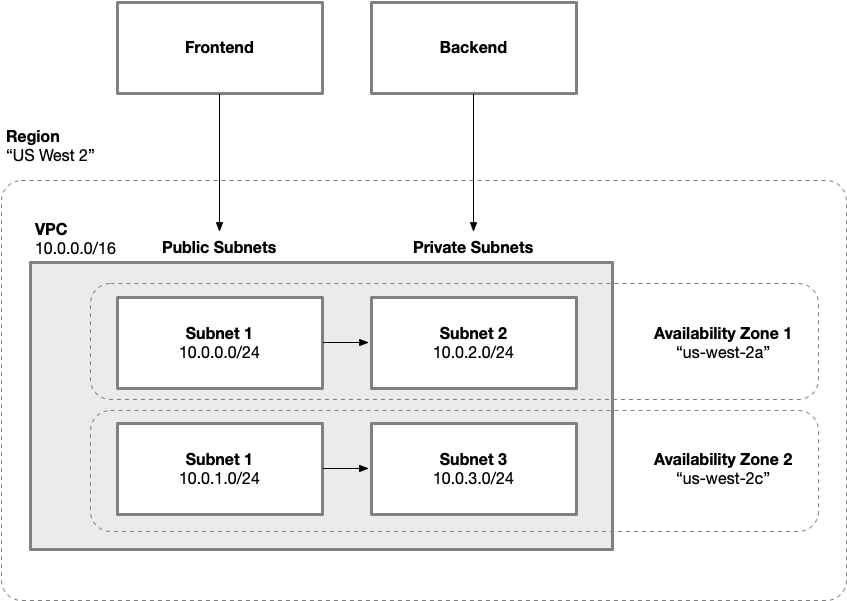 Frontend
Backend
Region
“US West 2”
VPC
10.0.0.0/16
Public Subnets
Private Subnets
Subnet 1
10.0.0.0/24
Subnet 2
10.0.2.0/24
Availability Zone 1
“us-west-2a”
Subnet 1
10.0.1.0/24
Subnet 3
10.0.3.0/24
Availability Zone 2
“us-west-2c”